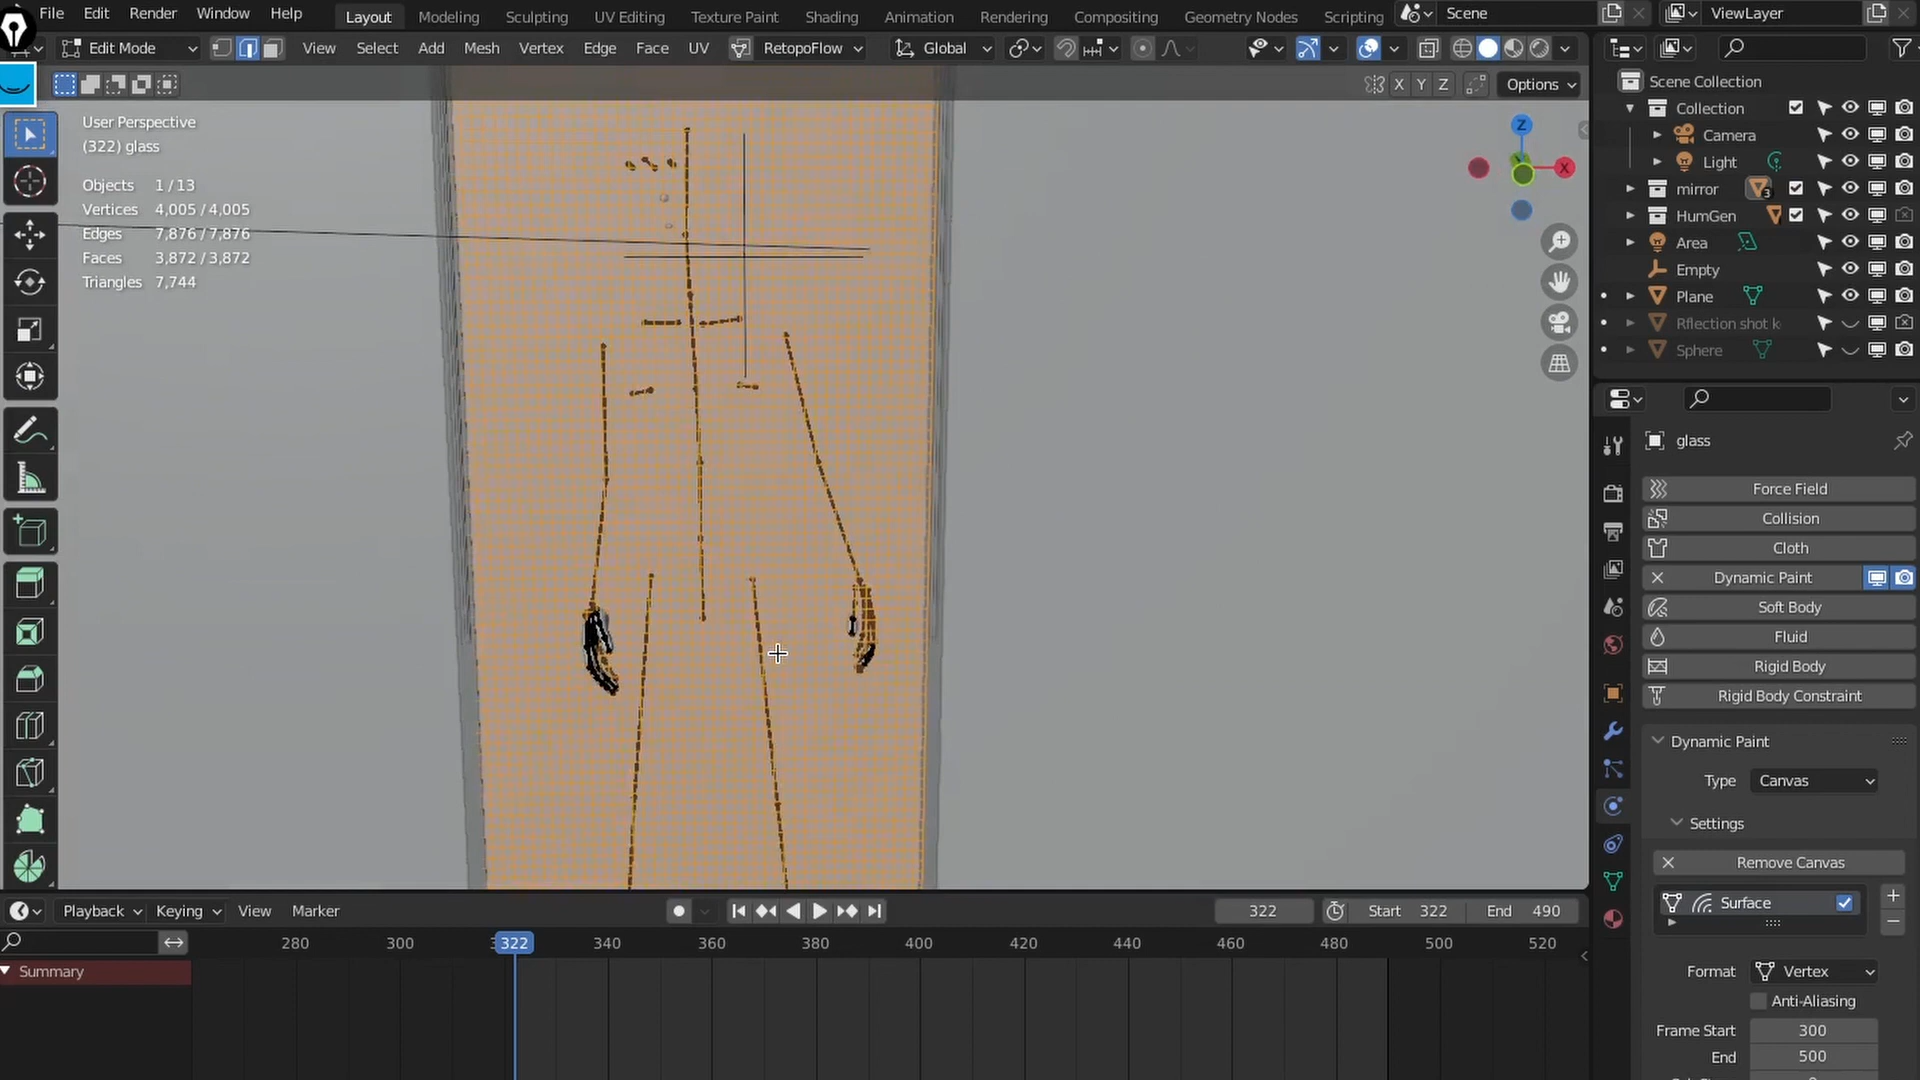 File Edit Render Window Help Layout Modeling Sculpting UV Editing Texture Paint Shading Animation Rendering Compositing Geometry Nodes Scripting Scene ViewLayer
Edit Mode View Select Add Mesh Vertex Edge Face UV RetopoFlow Global
X Y Z Options
Scene Collection
Collection
Camera
Light
mirror 3
HumGen
Area
Empty
Plane
Rflection shot k
Sphere
User Perspective
(322) glass
Objects 1 / 13
Vertices 4,005 / 4,005
Edges 7,876 / 7,876
Faces 3,872 / 3,872
Triangles 7,744
Z
X
glass
Force Field
Collision
Cloth
Dynamic Paint
Soft Body
Fluid
Rigid Body
Rigid Body Constraint
Dynamic Paint
Type Canvas
Settings
Remove Canvas
Surface
Format Vertex
Anti-Aliasing
Frame Start 300
End 500
Playback Keying View Marker 322 Start 322 End 490
280 300 322 340 360 380 400 420 440 460 480 500 520
Summary